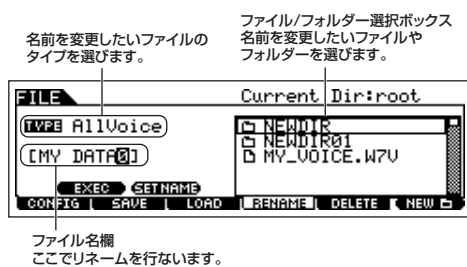 名前を変更したいファイルの
タイプを選びます。
ファイル/フォルダー選択ボックス
名前を変更したいファイルや
フォルダーを選びます。
FILE
Current Dir:root
TYPE AllVoice
[MY DATA0]
NEWDIR
NEWDIR01
MY_VOICE.W7V
EXEC SET NAME
CONFIG SAVE LOAD RENAME DELETE NEW
ファイル名欄
ここでリネームを行ないます。